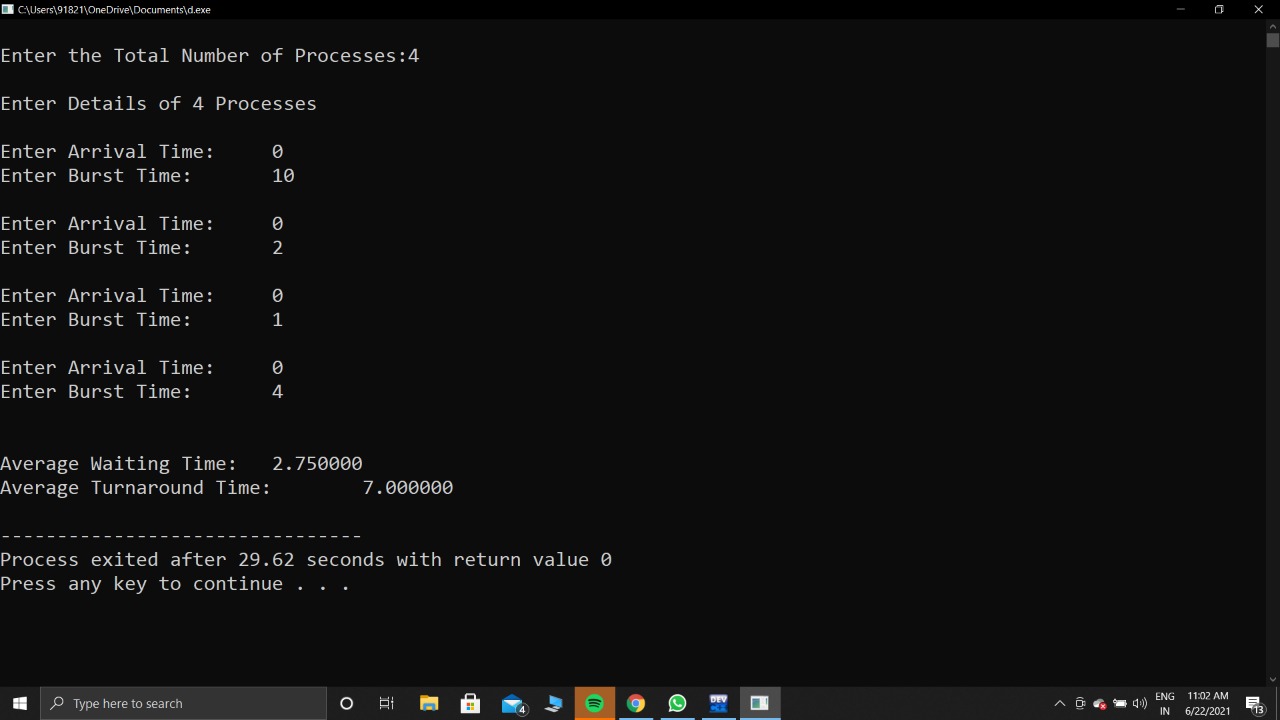 C:\Users\91821\OneDrive\Documents\d.exe
Enter the Total Number of Processes:4
Enter Details of 4 Processes
Enter Arrival Time:     0
Enter Burst Time:       10
Enter Arrival Time:     0
Enter Burst Time:       2
Enter Arrival Time:     0
Enter Burst Time:       1
Enter Arrival Time:     0
Enter Burst Time:       4
Average Waiting Time:   2.750000
Average Turnaround Time:        7.000000
--------------------------------
Process exited after 29.62 seconds with return value 0
Press any key to continue . . .
Type here to search
4
DEV
ENG
IN
11:02 AM
6/22/2021
13